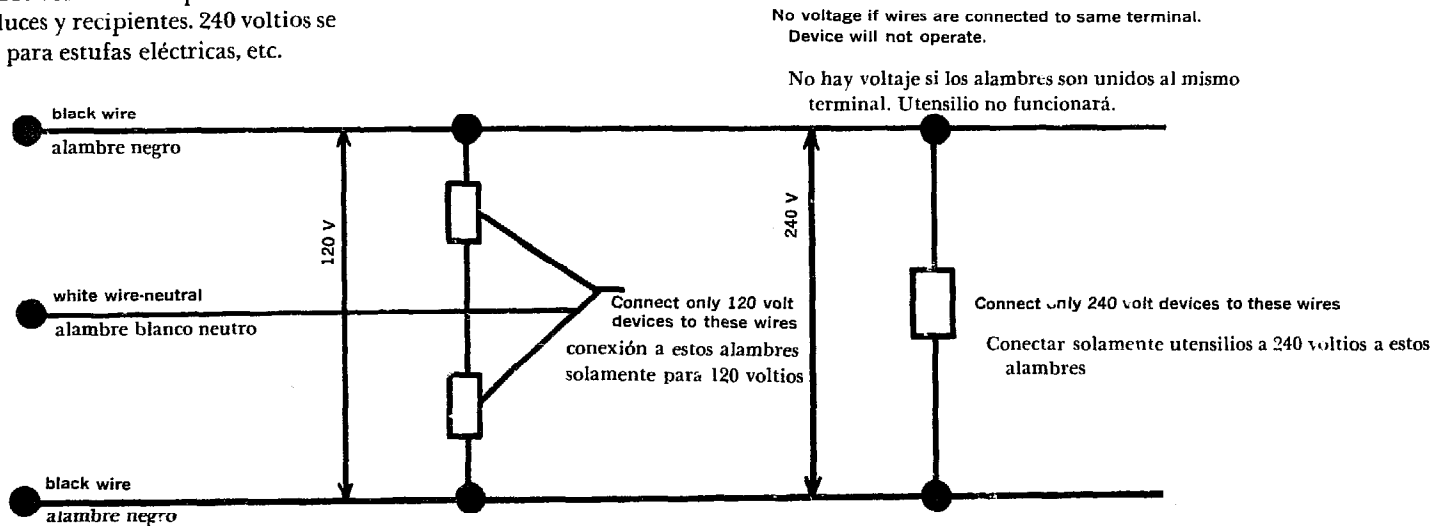 luces y recipientes. 240 voltios se
para estufas eléctricas, etc.
No voltage if wires are connected to same terminal.
Device will not operate.
No hay voltaje si los alambres son unidos al mismo
terminal. Utensilio no funcionará.
black wire
alambre negro
120 V
240 V
white wire-neutral
alambre blanco neutro
Connect only 120 volt
devices to these wires
conexión a estos alambres
solamente para 120 voltios
Connect only 240 volt devices to these wires
Conectar solamente utensilios a 240 voltios a estos
alambres
black wire
alambre negro